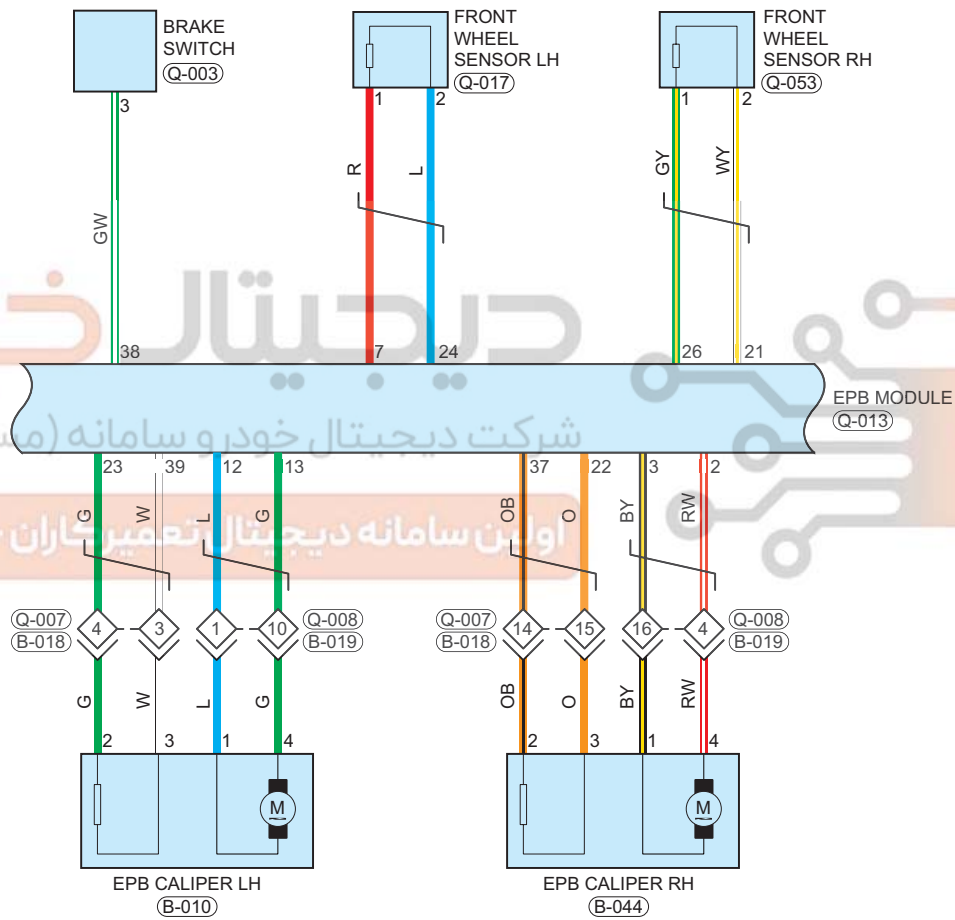 BRAKE
SWITCH
Q-003
FRONT
WHEEL
SENSOR LH
Q-017
FRONT
WHEEL
SENSOR RH
Q-053
3
1
2
1
2
GW
R
L
GY
WY
38
7
24
26
21
دیجیتال خ
شرکت دیجیتال خودرو سامانه (مس
اولین سامانه دیجیتال تعمیرکاران
EPB MODULE
Q-013
23
39
12
13
37
22
3
2
G
W
L
G
OB
O
BY
RW
Q-007
B-018
4
3
1
10
Q-008
B-019
Q-007
B-018
14
15
16
4
Q-008
B-019
G
W
L
G
OB
O
BY
RW
2
3
1
4
2
3
1
4
M
M
EPB CALIPER LH
B-010
EPB CALIPER RH
B-044